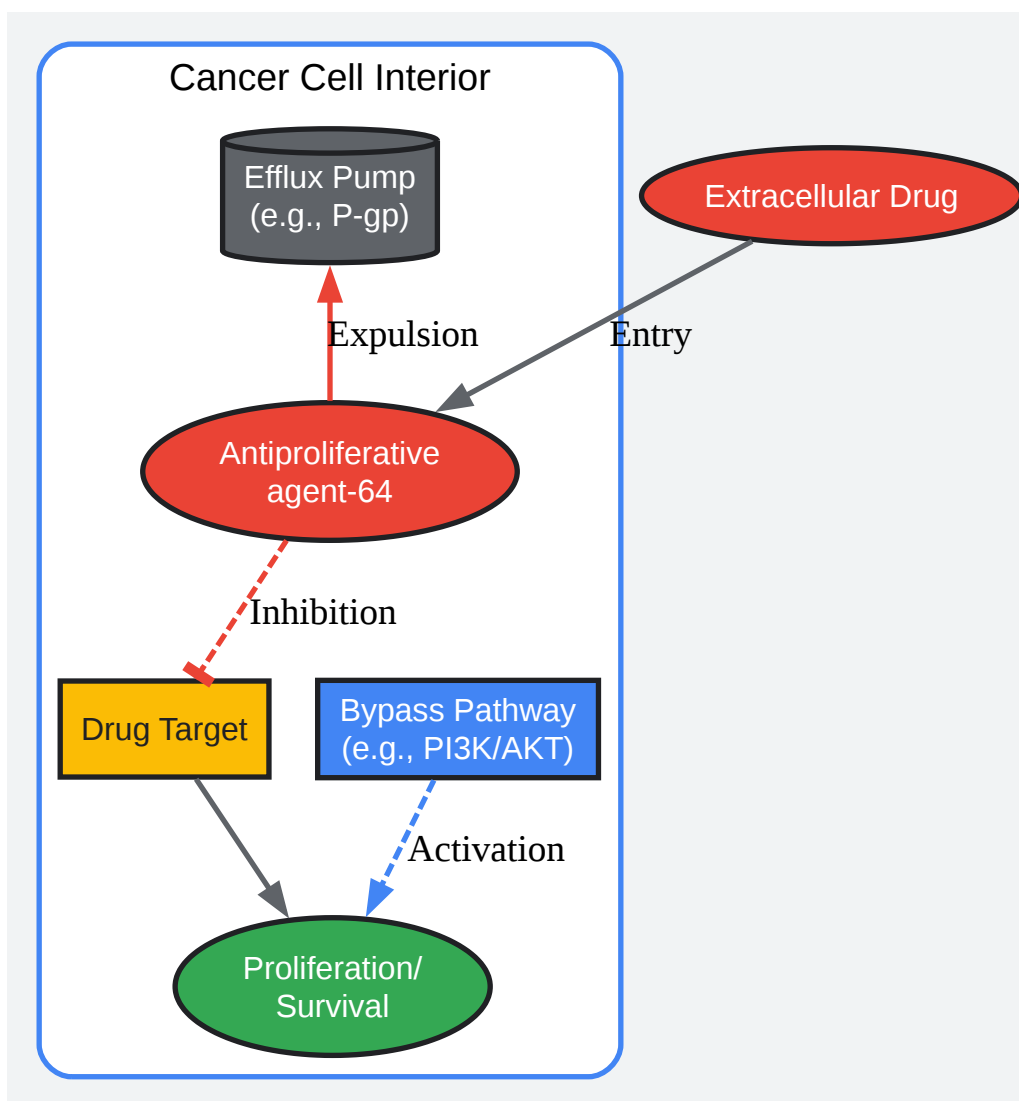 Cancer Cell Interior
Efflux Pump
(e.g., P-gp)
Extracellular Drug
Expulsion
Entry
Antiproliferative
agent-64
Inhibition
Drug Target
Bypass Pathway
(e.g., PI3K/AKT)
Activation
Proliferation/
Survival